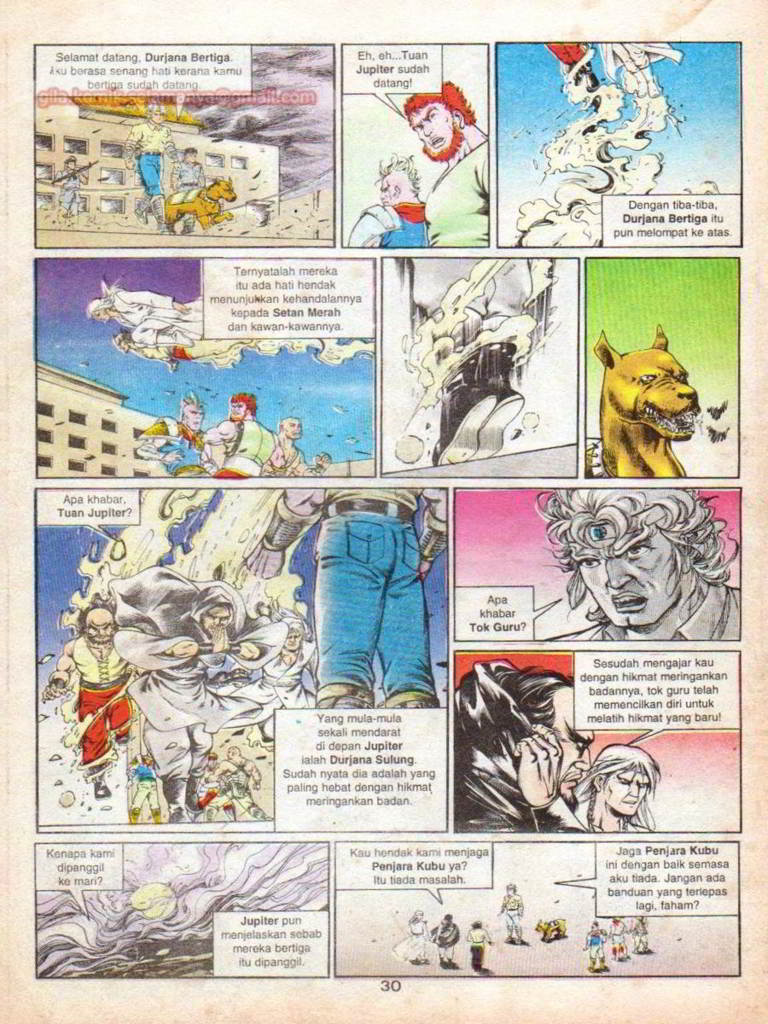 Selamat datang, Durjana Bertiga.
Aku berasa senang hati kerana kamu
bertiga sudah datang.
Eh, eh...Tuan
Jupiter sudah
datang!
Dengan tiba-tiba,
Durjana Bertiga itu
pun melompat ke atas.
Ternyatalah mereka
itu ada hati hendak
menunjukkan kehandalannya
kepada Setan Merah
dan kawan-kawannya.
Apa khabar,
Tuan Jupiter?
Yang mula-mula
sekali mendarat
di depan Jupiter
ialah Durjana Sulung.
Sudah nyata dia adalah yang
paling hebat dengan hikmat
meringankan badan.
Apa
khabar
Tok Guru?
Sesudah mengajar kau
dengan hikmat meringankan
badannya, tok guru telah
memencilkan diri untuk
melatih hikmat yang baru!
Kenapa kami
dipanggil
ke mari?
Jupiter pun
menjelaskan sebab
mereka bertiga
itu dipanggil.
Kau hendak kami menjaga
Penjara Kubu ya?
Itu tiada masalah.
Jaga Penjara Kubu
ini dengan baik semasa
aku tiada. Jangan ada
banduan yang terlepas
lagi, faham?
30